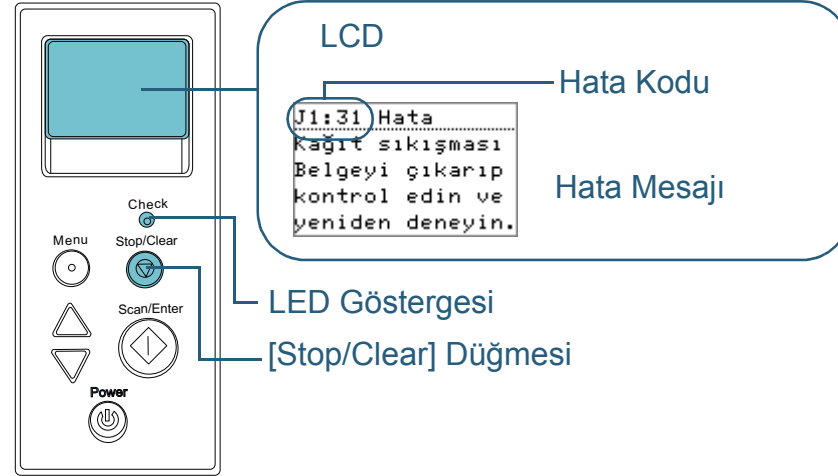 LCD
Hata Kodu
J1:31 Hata
Kağıt sıkışması
Belgeyi çıkarıp
kontrol edin ve
yeniden deneyin.
Hata Mesajı
Check
Menu
Stop/Clear
LED Göstergesi
Scan/Enter
[Stop/Clear] Düğmesi
Power